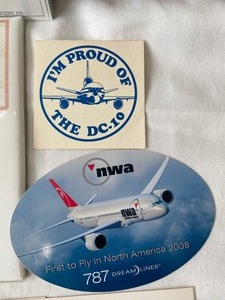 I'M PROUD OF
THE DC-10
nwa
nwa
First to Fly in North America 2008
787 DREAMLINER